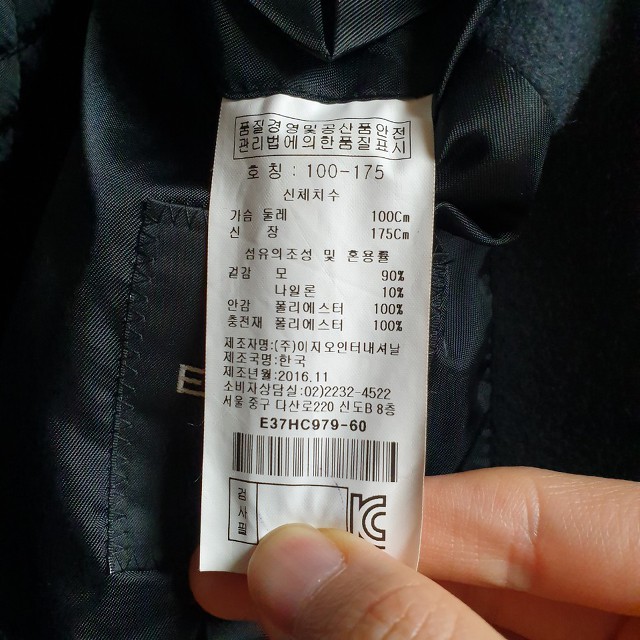 품질경영및공산품안전
관리법에의한품질표시
호칭 : 100-175
신체치수
가슴 둘레 100Cm
신 장 175Cm
섬유의조성 및 혼용률
겉감 모 90%
나일론 10%
안감 폴리에스터 100%
충전재 폴리에스터 100%
제조자명:(주)이지오인터내셔날
제조국명:한국
제조년월:2016.11
소비자상담실:02)2232-4522
서울 중구 다산로220 신도B 8층
E37HC979-60
검사필
KC
E